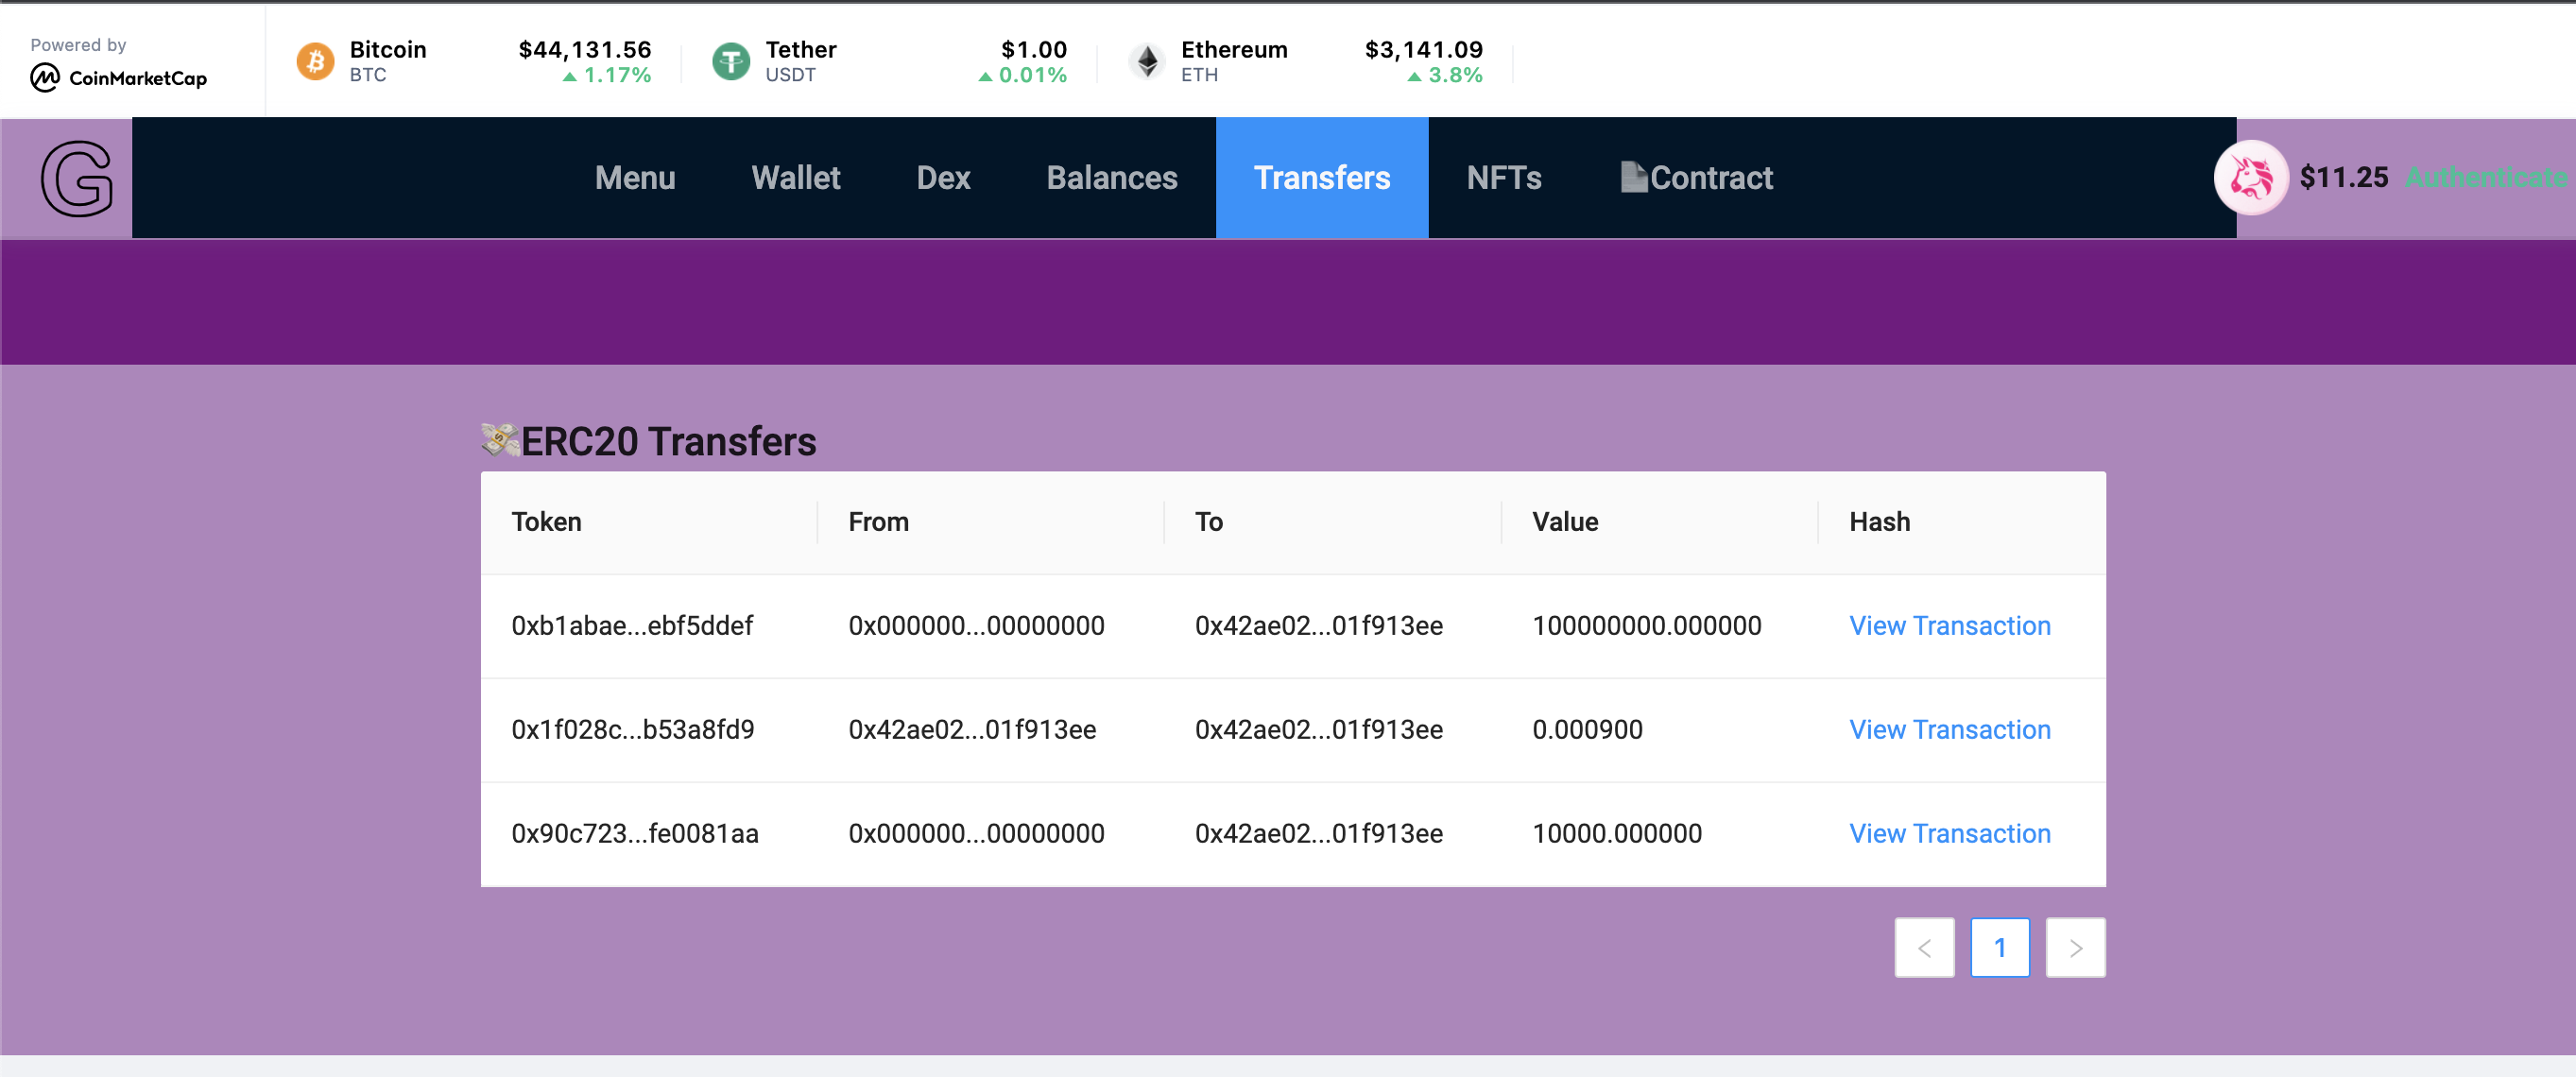 Powered by
CoinMarketCap
Bitcoin
BTC
$44,131.56
1.17%
Tether
USDT
$1.00
0.01%
Ethereum
ETH
$3,141.09
3.8%
G
Menu Wallet Dex Balances Transfers NFTs Contract
$11.25 Authenticate
ERC20 Transfers
Token From To Value Hash
0xb1abae...ebf5ddef 0x000000...00000000 0x42ae02...01f913ee 100000000.000000 View Transaction
0x1f028c...b53a8fd9 0x42ae02...01f913ee 0x42ae02...01f913ee 0.000900 View Transaction
0x90c723...fe0081aa 0x000000...00000000 0x42ae02...01f913ee 10000.000000 View Transaction
< 1 >